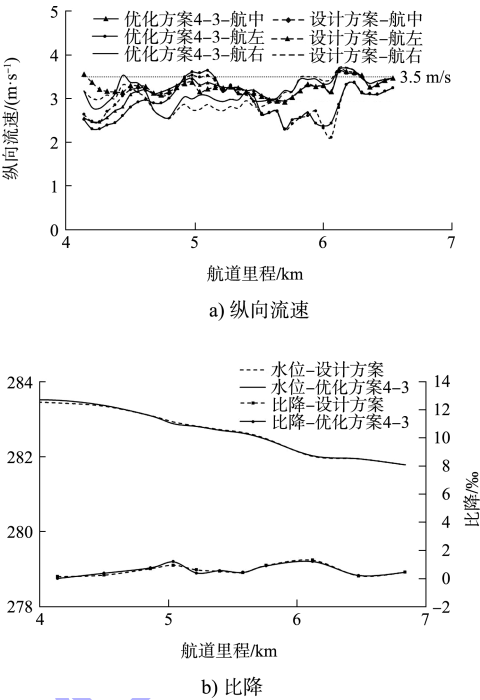 5
优化方案4-3-航中
设计方案-航中
优化方案4-3-航左
设计方案-航左
4
优化方案4-3-航右
设计方案-航右
3.5 m/s
3
2
1
0
纵向流速/(m·s⁻¹)
4 5 6 7
航道里程/km
a) 纵向流速
水位-设计方案
水位-优化方案4-3
比降-设计方案
比降-优化方案4-3
284
282
280
278
14
12
10
8
6
4
2
0
-2
比降/‰
4 5 6 7
航道里程/km
b) 比降